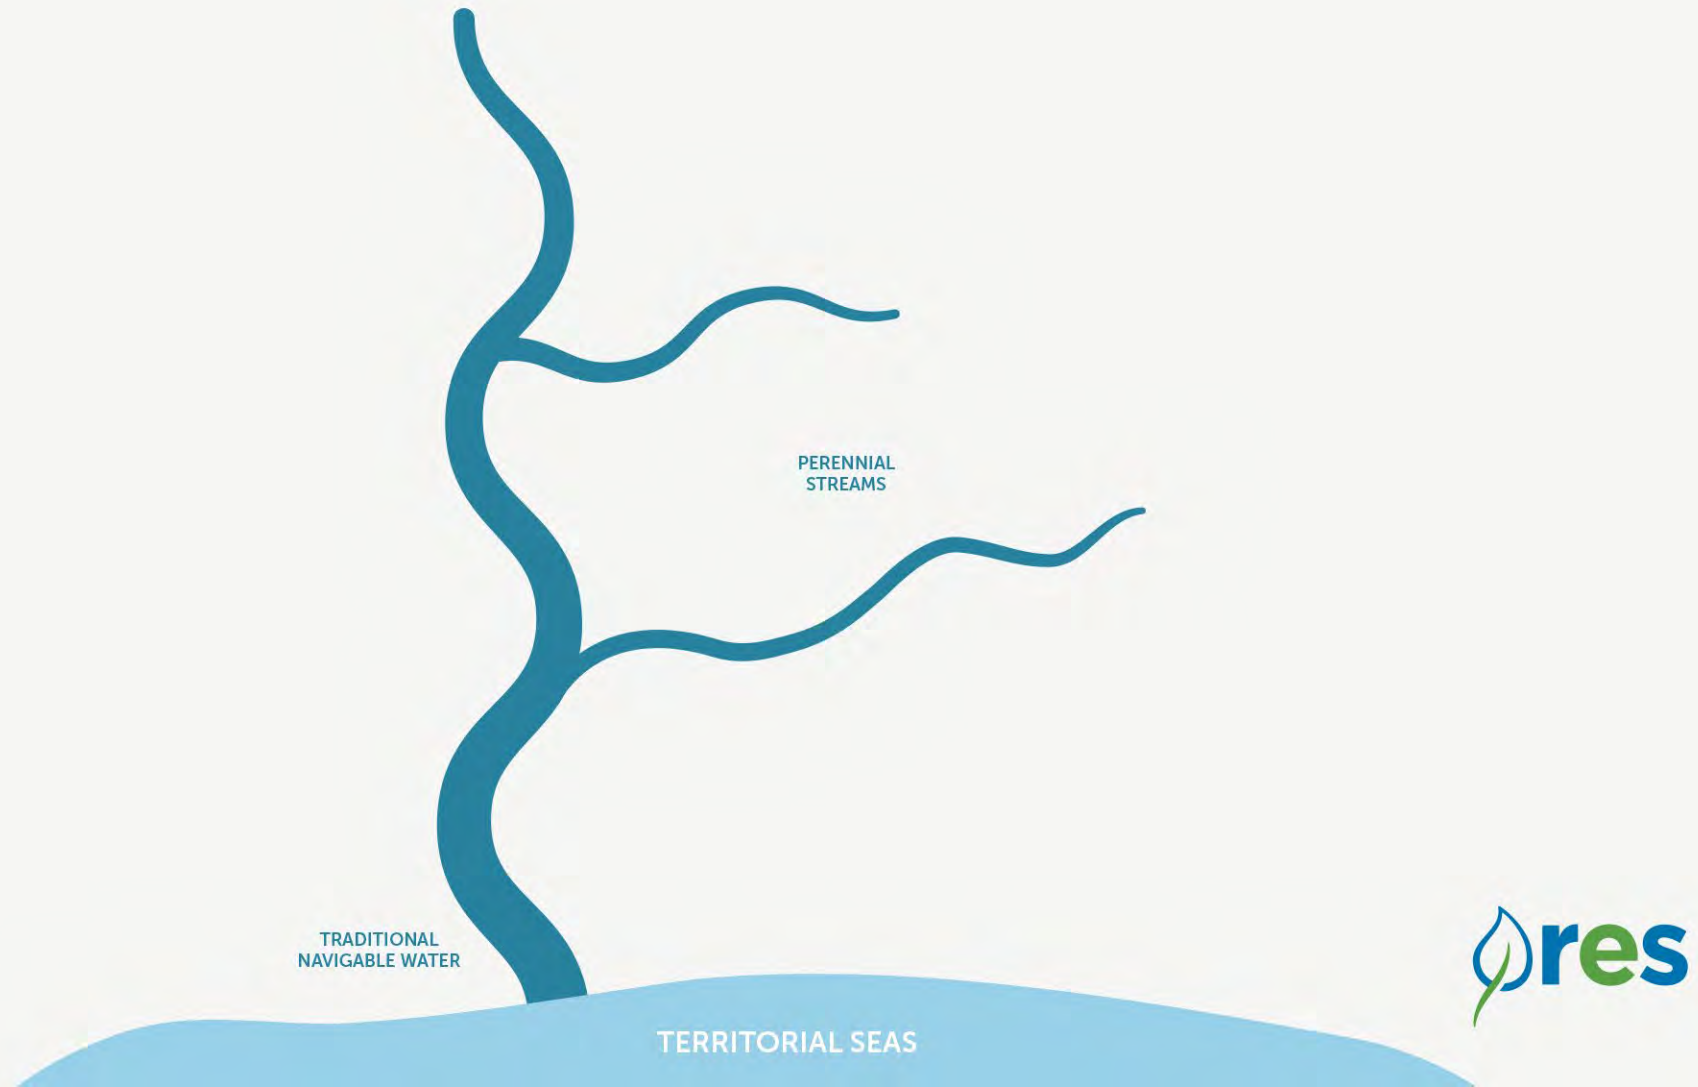 PERENNIAL
STREAMS
TRADITIONAL
NAVIGABLE WATER
res
TERRITORIAL SEAS